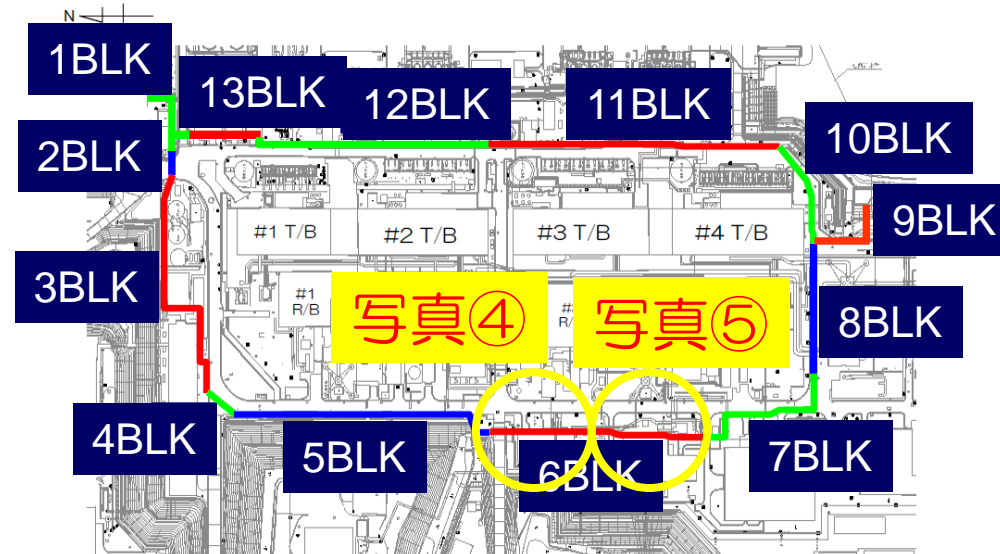 N
1BLK
13BLK
12BLK
11BLK
10BLK
2BLK
9BLK
#1 T/B
#2 T/B
#3 T/B
#4 T/B
3BLK
#1
R/B
写真④
写真⑤
8BLK
4BLK
5BLK
6BLK
7BLK